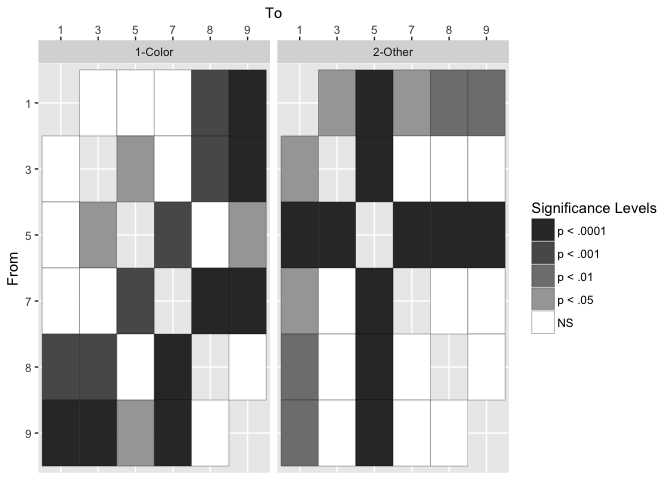 To
1 3 5 7 8 9 1 3 5 7 8 9
1-Color 2-Other
From
1
3
5
7
8
9
Significance Levels
p < .0001
p < .001
p < .01
p < .05
NS